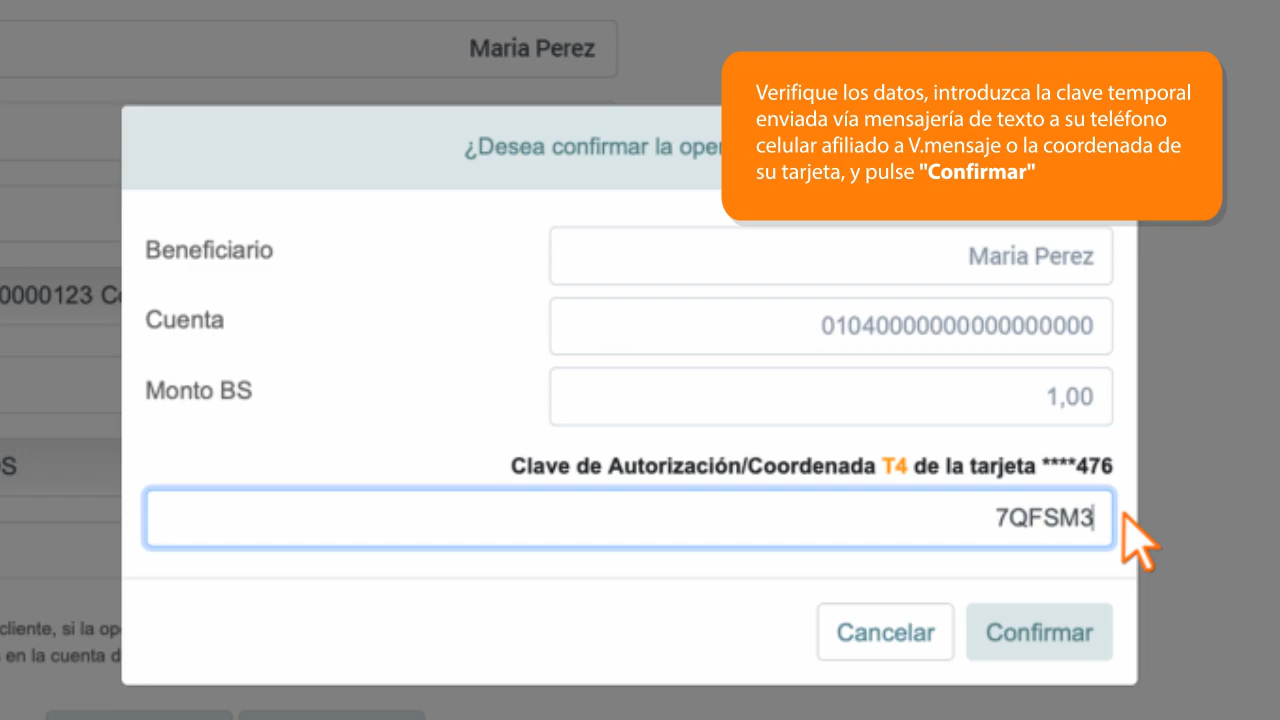 Maria Perez
Verifique los datos, introduzca la clave temporal
enviada vía mensajería de texto a su teléfono
celular afiliado a V.mensaje o la coordenada de
su tarjeta, y pulse "Confirmar"
¿Desea confirmar la
Beneficiario
Maria Perez
0000123
Cuenta
01040000000000000000
Monto BS
1,00
Clave de Autorización/Coordenada T4 de la tarjeta ****476
7QFSM3
cliente, si la
en la cuenta
Cancelar
Confirmar